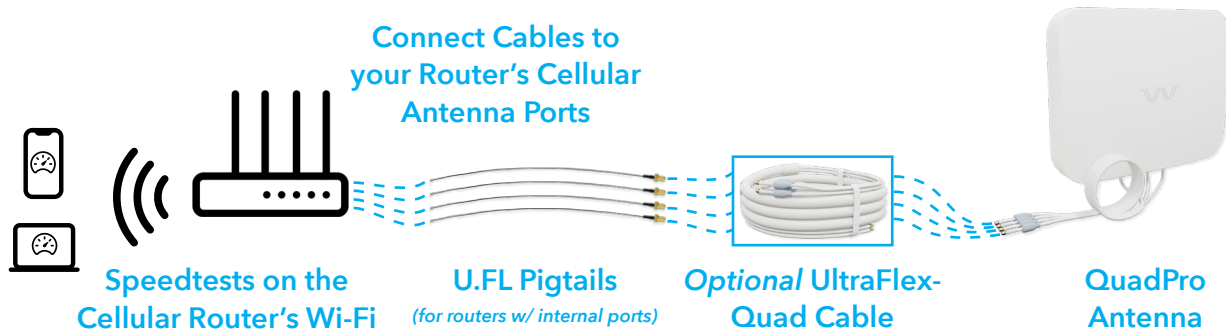 Connect Cables to
your Router's Cellular
Antenna Ports
Speedtests on the
Cellular Router's Wi-Fi
U.FL Pigtails
(for routers w/ internal ports)
Optional UltraFlex-
Quad Cable
QuadPro
Antenna